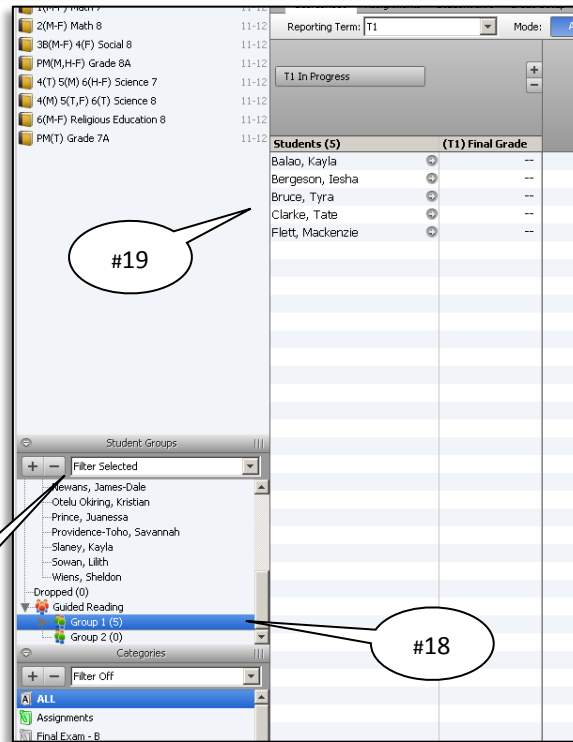 2(M-F) Math 8 11-12
3B(M-F) 4(F) Social 8 11-12
PM(M,H-F) Grade 8A 11-12
4(T) 5(M) 6(H-F) Science 7 11-12
4(M) 5(T,F) 6(T) Science 8 11-12
6(M-F) Religious Education 8 11-12
PM(T) Grade 7A 11-12
Reporting Term: T1 Mode: A
T1 In Progress
+
-
Students (5) (T1) Final Grade
Balao, Kayla --
Bergeson, Iesha --
Bruce, Tyra --
Clarke, Tate --
Flett, Mackenzie --
#19
Student Groups
+ - Filter Selected
Newans, James-Dale
Otelu Okiring, Kristian
Prince, Juanessa
Providence-Toho, Savannah
Slaney, Kayla
Sowan, Lilith
Wiens, Sheldon
Dropped (0)
Guided Reading
Group 1 (5)
Group 2 (0)
#18
Categories
+ - Filter Off
A ALL
Assignments
Final Exam - B